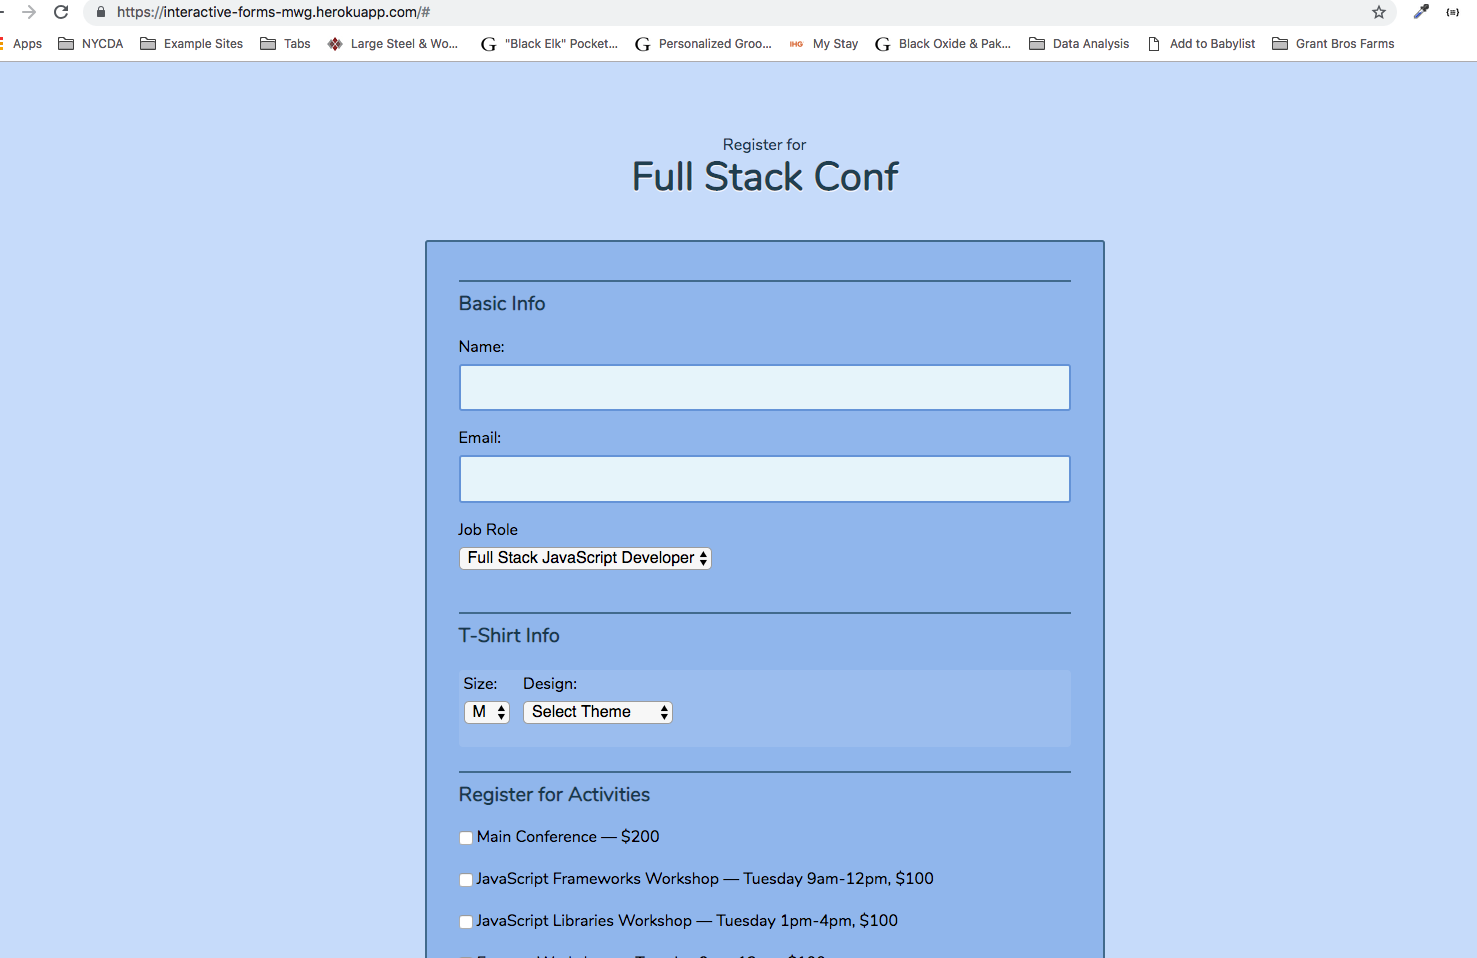 https://interactive-forms-mwg.herokuapp.com/#
Apps NYCDA Example Sites Tabs Large Steel & Wo... G "Black Elk" Pocket... G Personalized Groo... IHG My Stay G Black Oxide & Pak... Data Analysis Add to Babylist Grant Bros Farms
Register for
Full Stack Conf
Basic Info
Name:
Email:
Job Role
Full Stack JavaScript Developer
T-Shirt Info
Size: Design:
M Select Theme
Register for Activities
Main Conference — $200
JavaScript Frameworks Workshop — Tuesday 9am-12pm, $100
JavaScript Libraries Workshop — Tuesday 1pm-4pm, $100